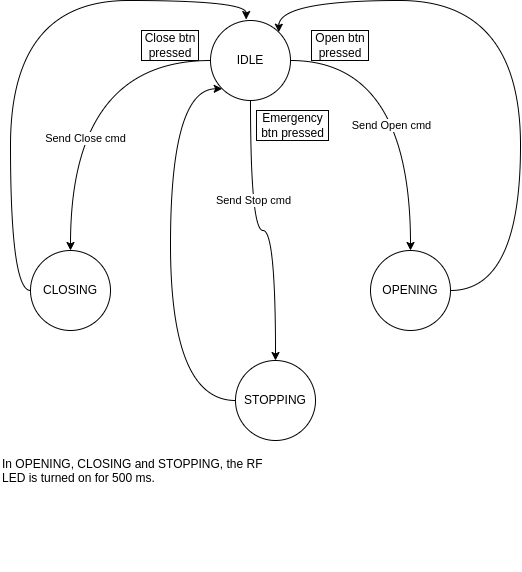 Close btn
pressed
IDLE
Open btn
pressed
Emergency
btn pressed
Send Open cmd
Send Close cmd
Send Stop cmd
CLOSING
OPENING
STOPPING
In OPENING, CLOSING and STOPPING, the RF
LED is turned on for 500 ms.